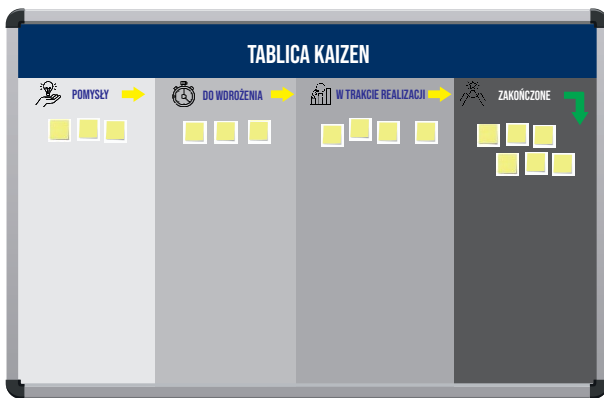 TABLICA KAIZEN
POMYSŁY
DO WDROŻENIA
W TRAKCIE REALIZACJI
ZAKOŃCZONE